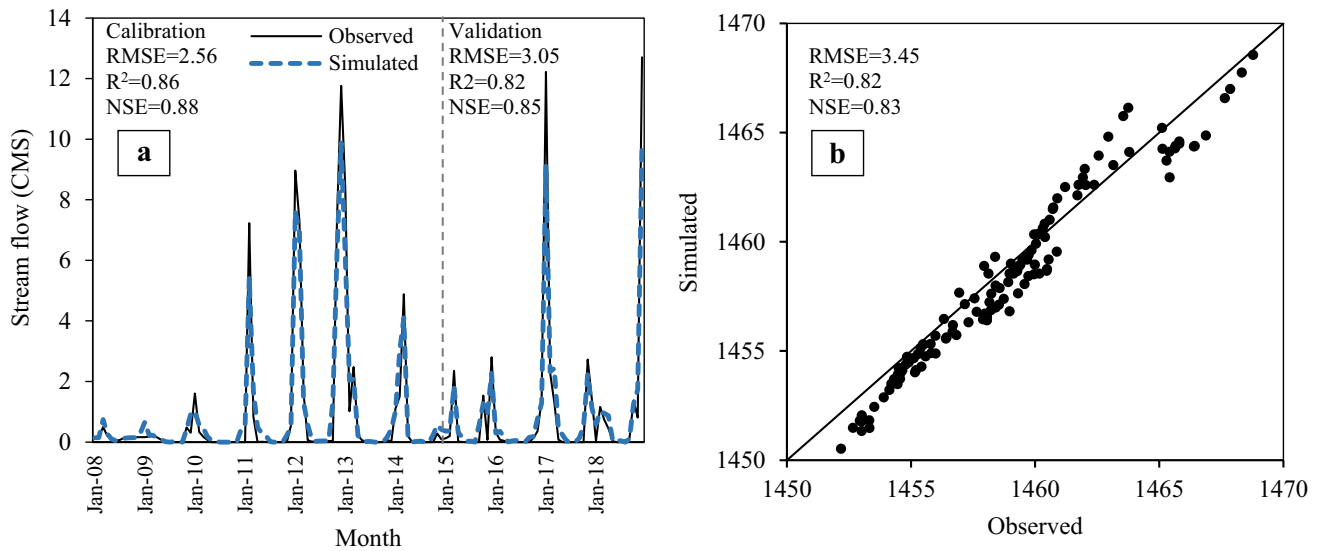 Calibration
RMSE=2.56
R²=0.86
NSE=0.88
Observed
Simulated
Validation
RMSE=3.05
R2=0.82
NSE=0.85
a
Stream flow (CMS)
14
12
10
8
6
4
2
0
Jan-08
Jan-09
Jan-10
Jan-11
Jan-12
Jan-13
Jan-14
Jan-15
Jan-16
Jan-17
Jan-18
Month
RMSE=3.45
R²=0.82
NSE=0.83
b
Simulated
1470
1465
1460
1455
1450
1450
1455
1460
1465
1470
Observed